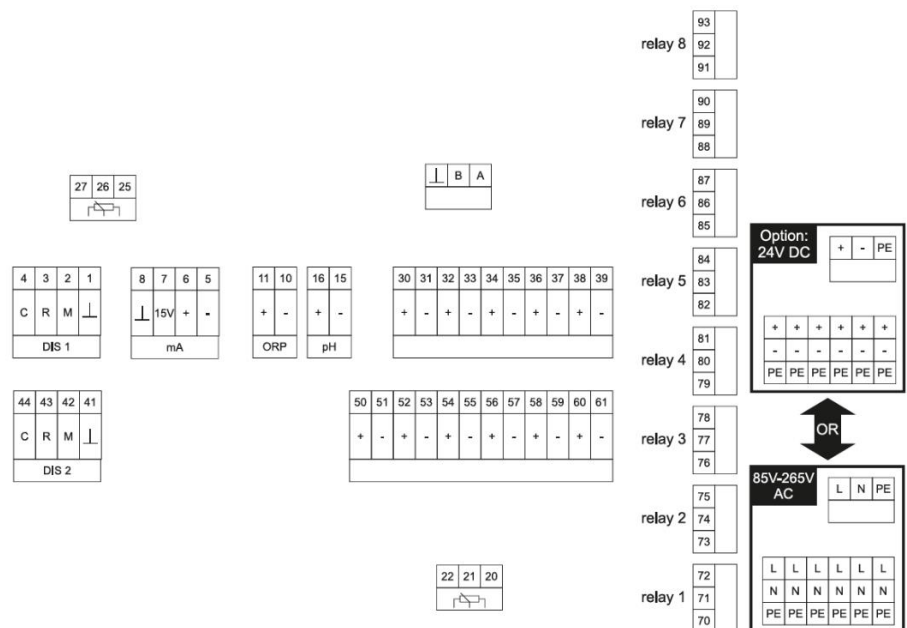 93
relay 8 92
91
90
relay 7 89
88
⊥ B A
27 26 25
87
relay 6 86
85
Option:
24V DC
+ - PE
4 3 2 1
C R M ⊥
DIS 1
8 7 6 5
⊥ 15V + -
mA
11 10
+ -
ORP
16 15
+ -
pH
30 31 32 33 34 35 36 37 38 39
+ - + - + - + - + -
84
relay 5 83
82
+ + + + + +
- - - - - -
PE PE PE PE PE PE
81
relay 4 80
79
44 43 42 41
C R M ⊥
DIS 2
50 51 52 53 54 55 56 57 58 59 60 61
+ - + - + - + - + - + -
78
relay 3 77
76
OR
85V-265V
AC
L N PE
75
relay 2 74
73
22 21 20
72
relay 1 71
70
L L L L L L
N N N N N N
PE PE PE PE PE PE